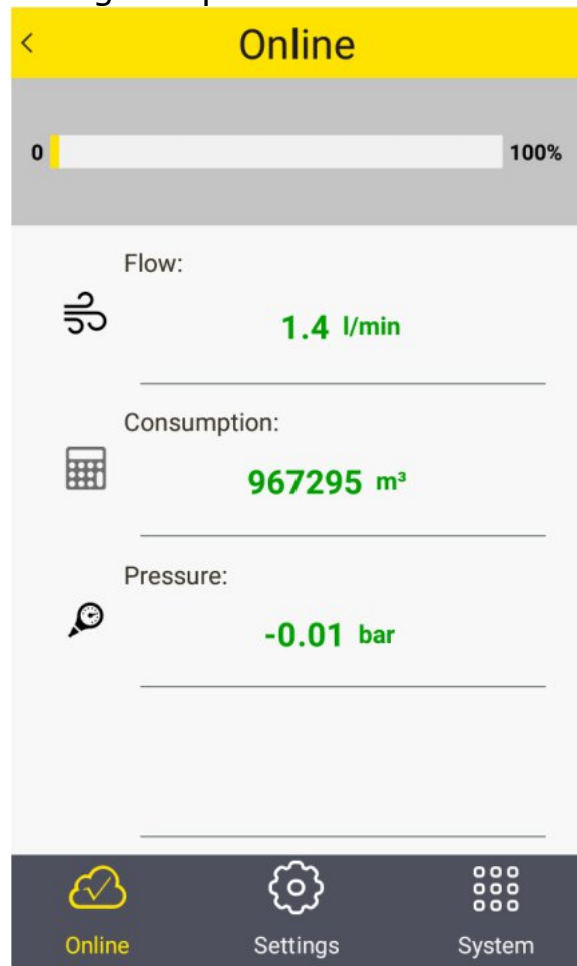 Online
0 100%
Flow:
1.4 l/min
Consumption:
967295 m³
Pressure:
-0.01 bar
Online Settings System